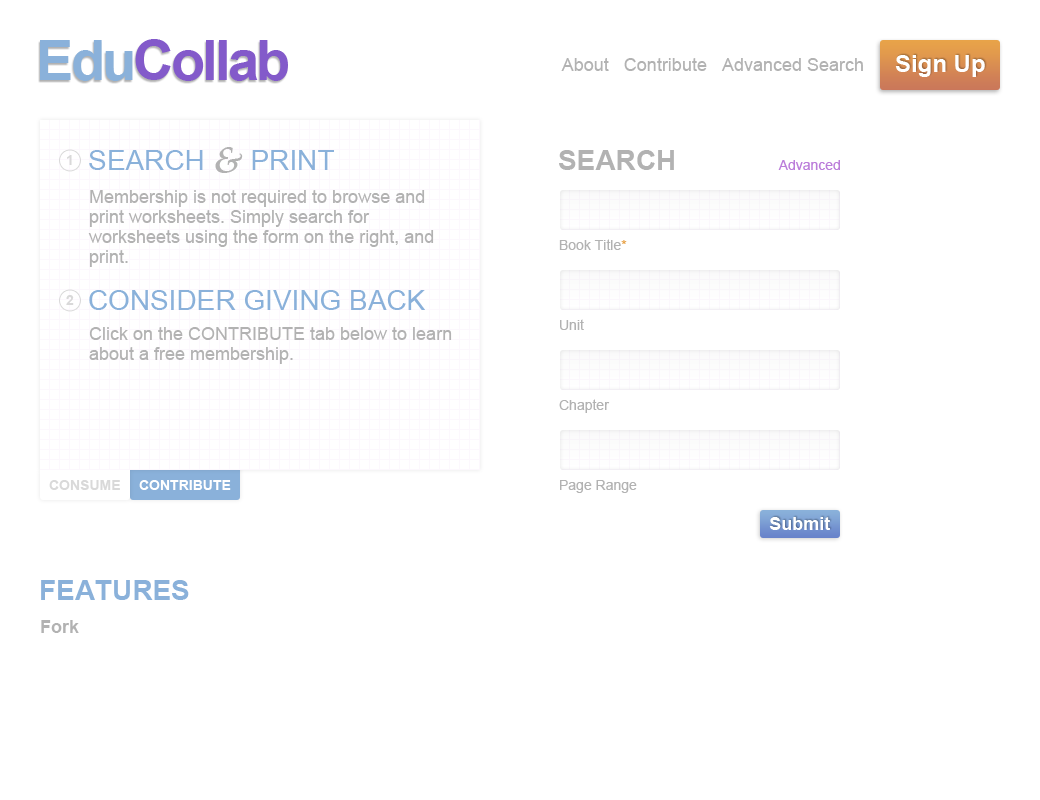 EduCollab
About Contribute Advanced Search Sign Up
1 SEARCH & PRINT
Membership is not required to browse and
print worksheets. Simply search for
worksheets using the form on the right, and
print.
2 CONSIDER GIVING BACK
Click on the CONTRIBUTE tab below to learn
about a free membership.
CONSUME CONTRIBUTE
SEARCH Advanced
Book Title*
Unit
Chapter
Page Range
Submit
FEATURES
Fork